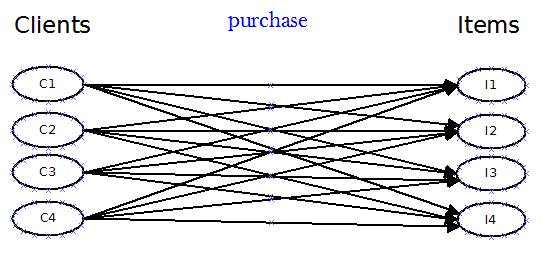 Clients purchase Items
C1 I1
C2 I2
C3 I3
C4 I4